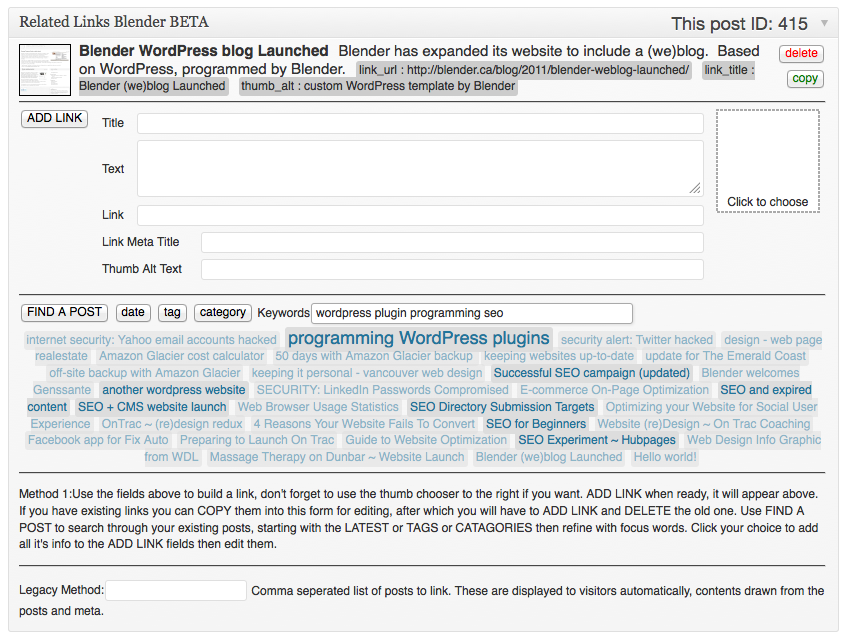 Related Links Blender BETA
This post ID: 415
Blender WordPress blog Launched Blender has expanded its website to include a (we)blog. Based
on WordPress, programmed by Blender. link_url : http://blender.ca/blog/2011/blender-weblog-launched/ link_title :
Blender (we)blog Launched thumb_alt : custom WordPress template by Blender
delete
copy
ADD LINK
Title
Text
Link
Link Meta Title
Thumb Alt Text
Click to choose
FIND A POST date tag category Keywords wordpress plugin programming seo
internet security: Yahoo email accounts hacked programming WordPress plugins security alert: Twitter hacked design - web page
realestate Amazon Glacier cost calculator 50 days with Amazon Glacier backup keeping websites up-to-date update for The Emerald Coast
off-site backup with Amazon Glacier keeping it personal - vancouver web design Successful SEO campaign (updated) Blender welcomes
Genssante another wordpress website SECURITY: LinkedIn Passwords Compromised E-commerce On-Page Optimization SEO and expired
content SEO + CMS website launch Web Browser Usage Statistics SEO Directory Submission Targets Optimizing your Website for Social User
Experience OnTrac ~ (re)design redux 4 Reasons Your Website Fails To Convert SEO for Beginners Website (re)Design ~ On Trac Coaching
Facebook app for Fix Auto Preparing to Launch On Trac Guide to Website Optimization SEO Experiment ~ Hubpages Web Design Info Graphic
from WDL Massage Therapy on Dunbar ~ Website Launch Blender (we)blog Launched Hello world!
Method 1:Use the fields above to build a link, don't forget to use the thumb chooser to the right if you want. ADD LINK when ready, it will appear above.
If you have existing links you can COPY them into this form for editing, after which you will have to ADD LINK and DELETE the old one. Use FIND A
POST to search through your existing posts, starting with the LATEST or TAGS or CATAGORIES then refine with focus words. Click your choice to add
all it's info to the ADD LINK fields then edit them.
Legacy Method: Comma seperated list of posts to link. These are displayed to visitors automatically, contents drawn from the
posts and meta.